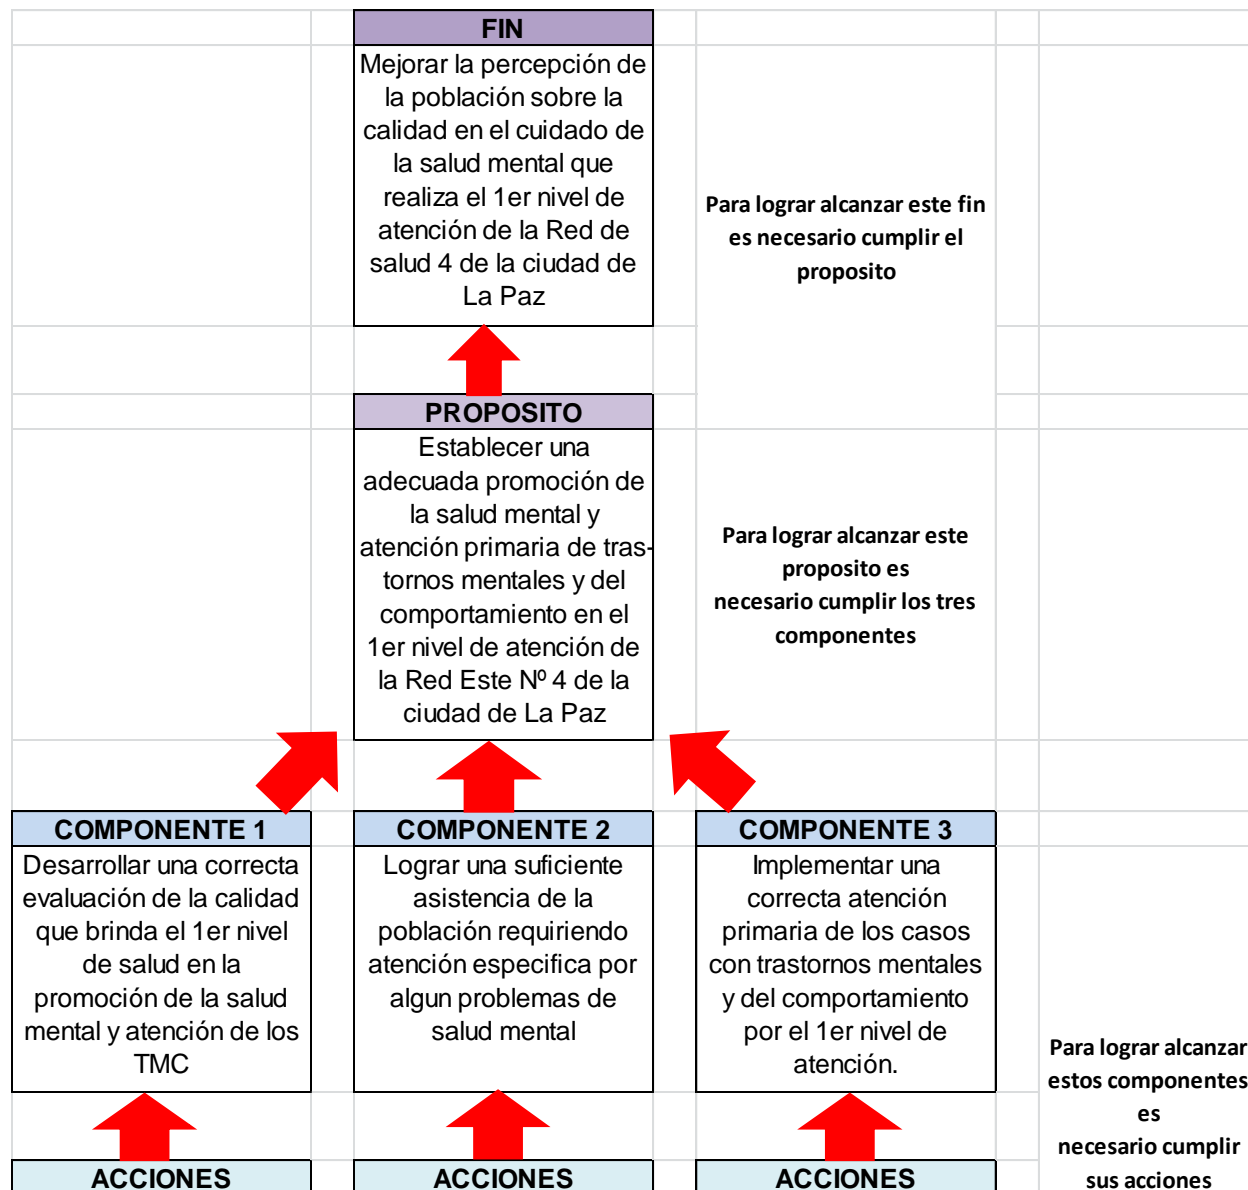 FIN
Mejorar la percepción de
la población sobre la
calidad en el cuidado de
la salud mental que
realiza el 1er nivel de
atención de la Red de
salud 4 de la ciudad de
La Paz
Para lograr alcanzar este fin
es necesario cumplir el
proposito
PROPOSITO
Establecer una
adecuada promoción de
la salud mental y
atención primaria de tras-
tornos mentales y del
comportamiento en el
1er nivel de atención de
la Red Este Nº 4 de la
ciudad de La Paz
Para lograr alcanzar este
proposito es
necesario cumplir los tres
componentes
COMPONENTE 1
Desarrollar una correcta
evaluación de la calidad
que brinda el 1er nivel
de salud en la
promoción de la salud
mental y atención de los
TMC
COMPONENTE 2
Lograr una suficiente
asistencia de la
población requiriendo
atención especifica por
algun problemas de
salud mental
COMPONENTE 3
Implementar una
correcta atención
primaria de los casos
con trastornos mentales
y del comportamiento
por el 1er nivel de
atención.
Para lograr alcanzar
estos componentes
es
necesario cumplir
sus acciones
ACCIONES
ACCIONES
ACCIONES